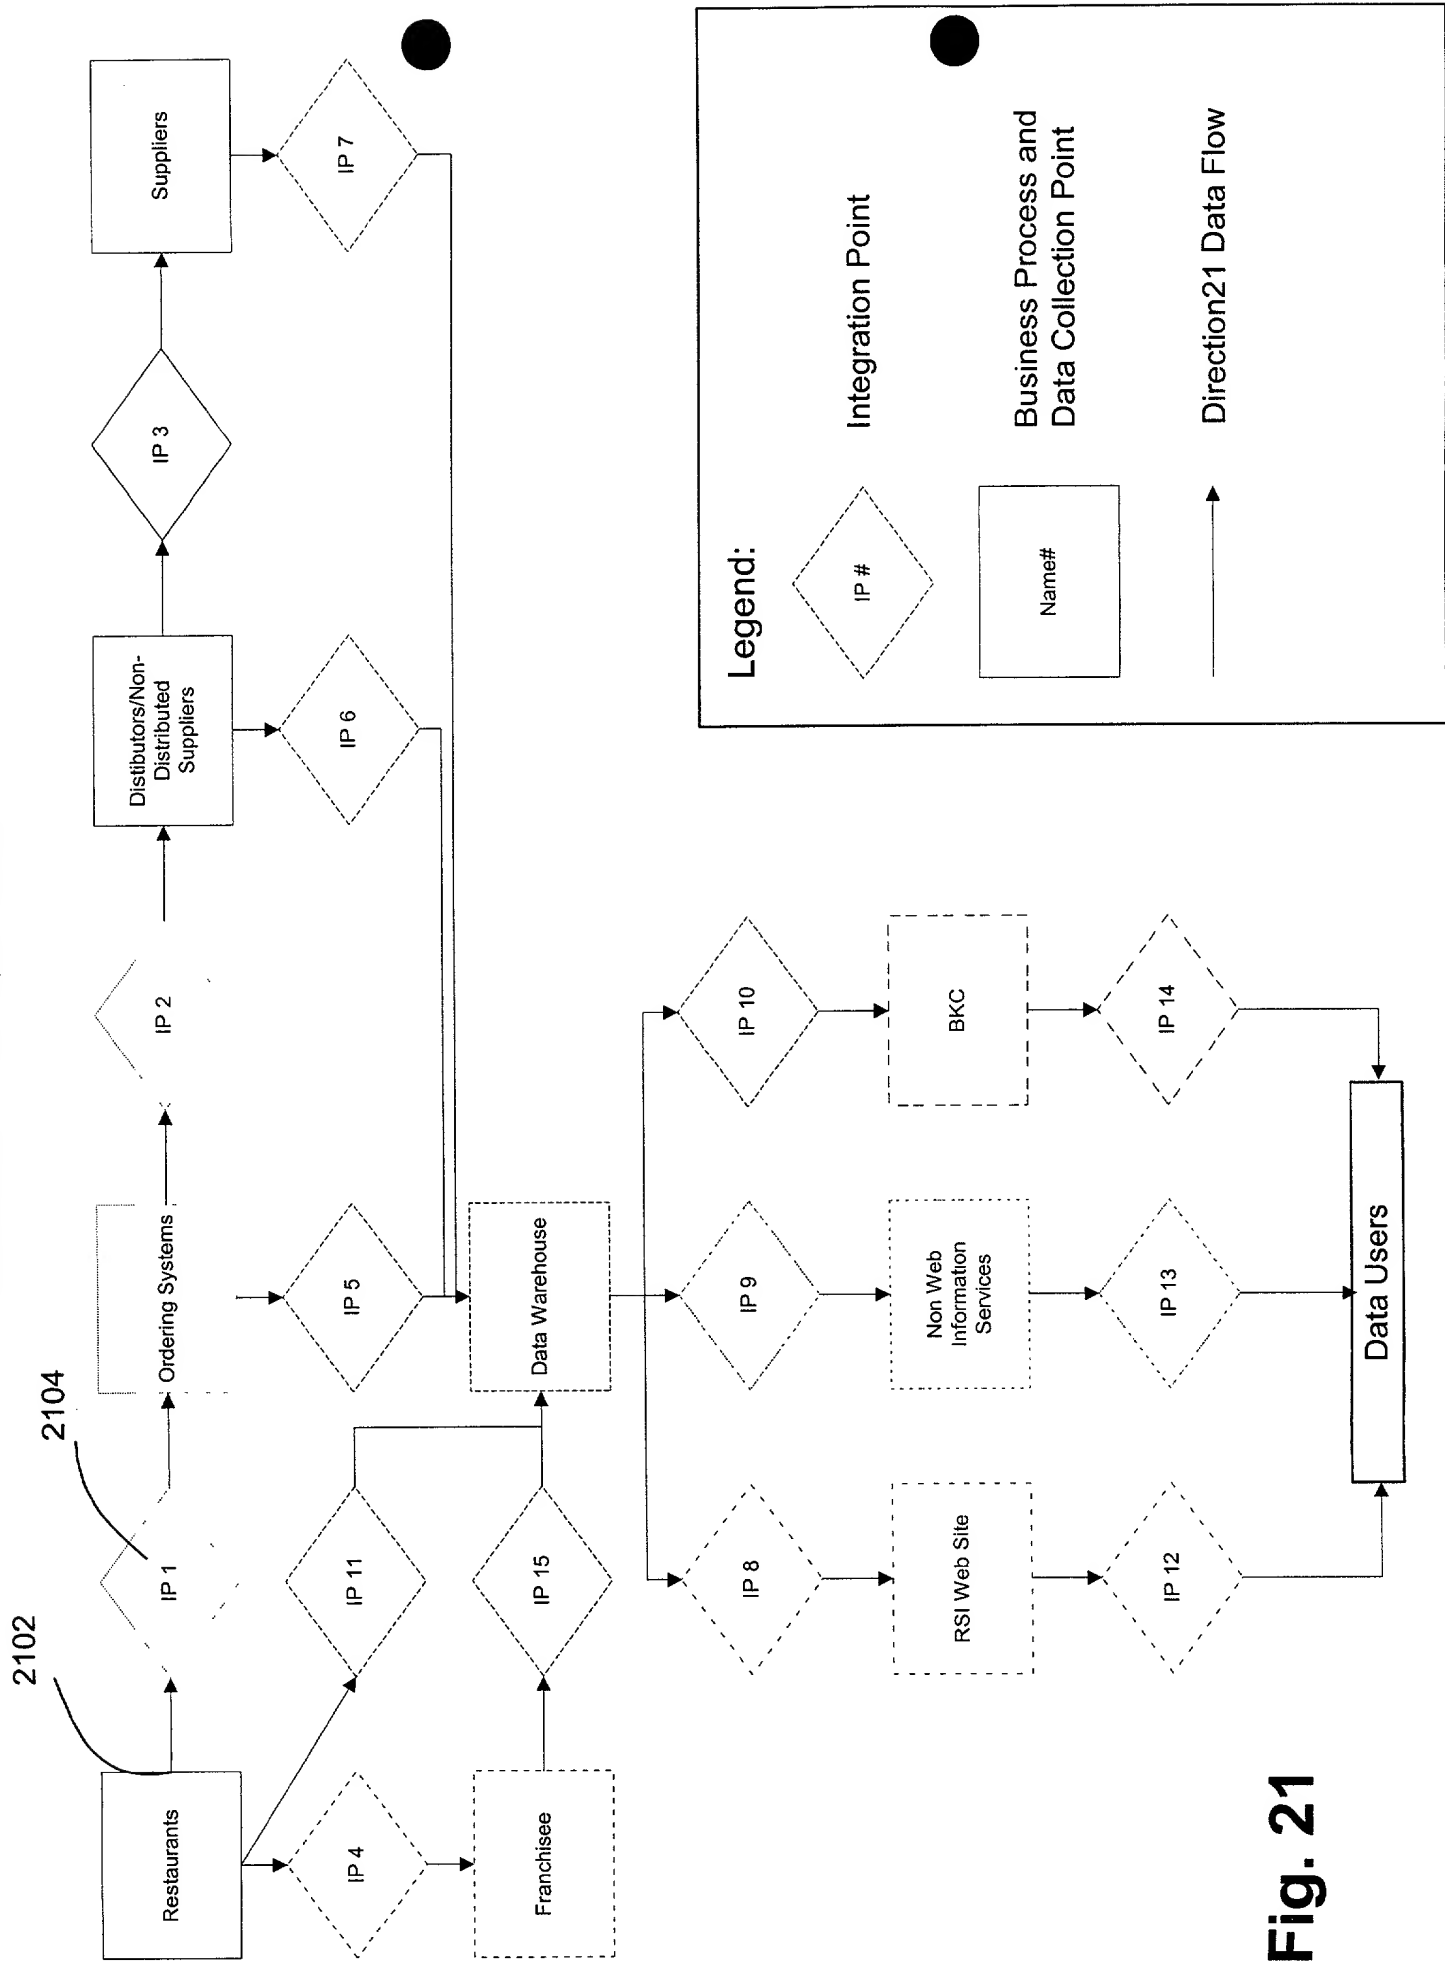 2102
2104
Restaurants
IP 1
Ordering Systems
IP 2
Distibutors/Non-
Distributed
Suppliers
IP 3
Suppliers
IP 4
IP 11
IP 5
IP 6
IP 7
Franchisee
IP 15
Data Warehouse
IP 8
IP 9
IP 10
RSI Web Site
Non Web
Information
Services
BKC
IP 12
IP 13
IP 14
Data Users
Legend:
IP #
Integration Point
Name#
Business Process and
Data Collection Point
Direction21 Data Flow
Fig. 21